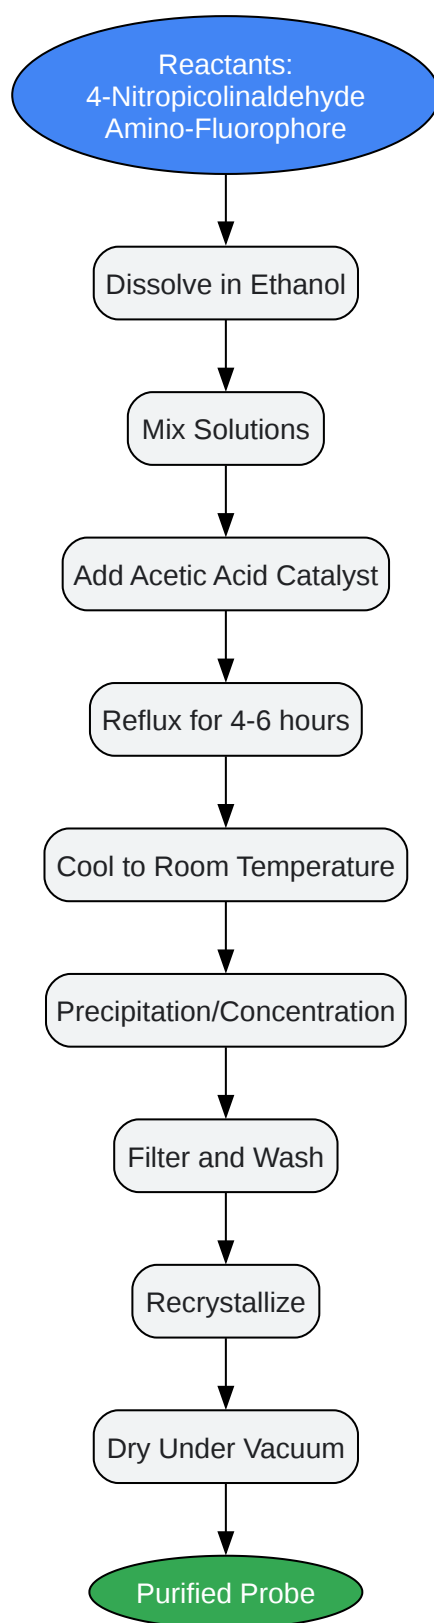 Reactants:
4-Nitropicolinaldehyde
Amino-Fluorophore
Dissolve in Ethanol
Mix Solutions
Add Acetic Acid Catalyst
Reflux for 4-6 hours
Cool to Room Temperature
Precipitation/Concentration
Filter and Wash
Recrystallize
Dry Under Vacuum
Purified Probe